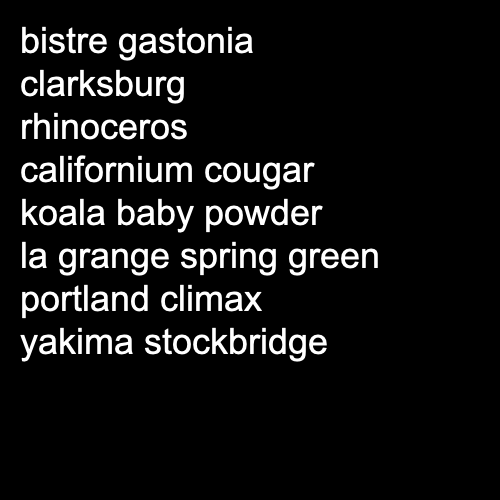 bistre gastonia
clarksburg
rhinoceros
californium cougar
koala baby powder
la grange spring green
portland climax
yakima stockbridge